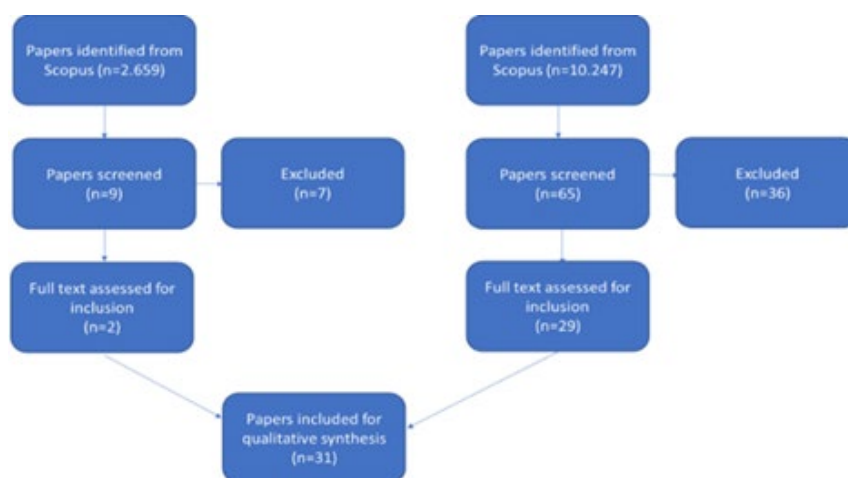 Papers identified from
Scopus (n=2.659)
Papers identified from
Scopus (n=10.247)
Papers screened
(n=9)
Excluded
(n=7)
Papers screened
(n=65)
Excluded
(n=36)
Full text assessed for
inclusion
(n=2)
Full text assessed for
inclusion
(n=29)
Papers included for
qualitative synthesis
(n=31)